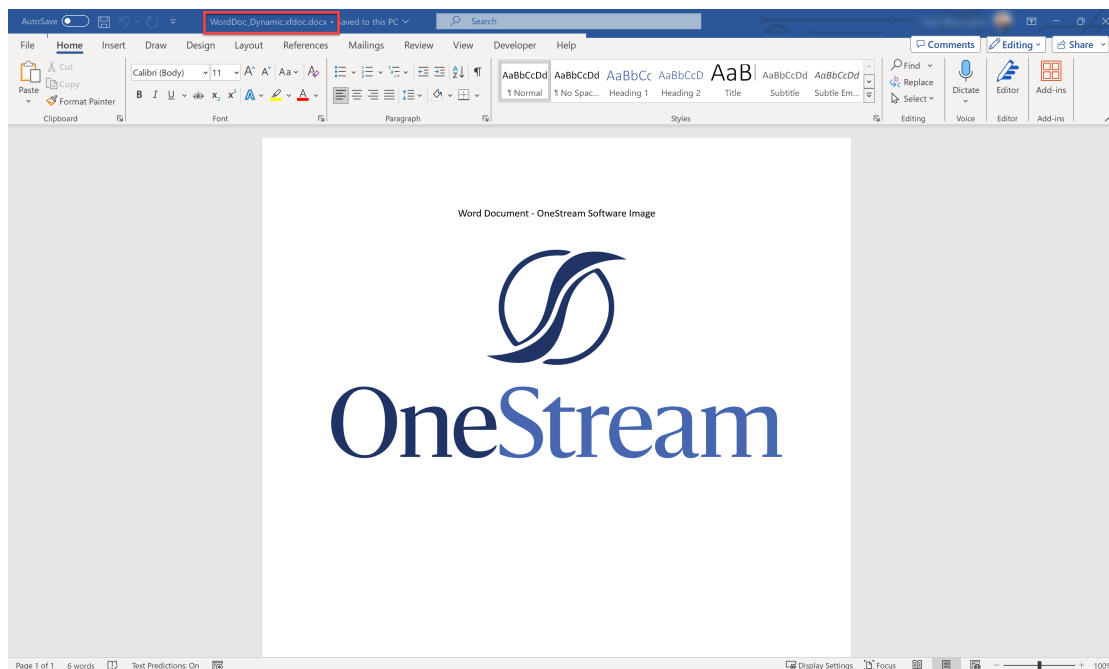 AutoSave WordDoc_Dynamic.xfdoc.docx • Saved to this PC Search
File Home Insert Draw Design Layout References Mailings Review View Developer Help Comments Editing Share
Paste
Cut
Copy
Format Painter
Clipboard
Calibri (Body) 11 A A Aa A
B I U ab x₂ x² A A
Font
Paragraph
AaBbCcDd AaBbCcDd AaBbCc AaBbCcD AaB AaBbCcDd AaBbCcDd
¶ Normal ¶ No Spac... Heading 1 Heading 2 Title Subtitle Subtle Em...
Styles
Find
Replace
Select
Editing
Dictate
Voice
Editor
Editor
Add-ins
Add-ins
Word Document - OneStream Software Image
OneStream
Page 1 of 1 6 words Text Predictions: On Display Settings Focus